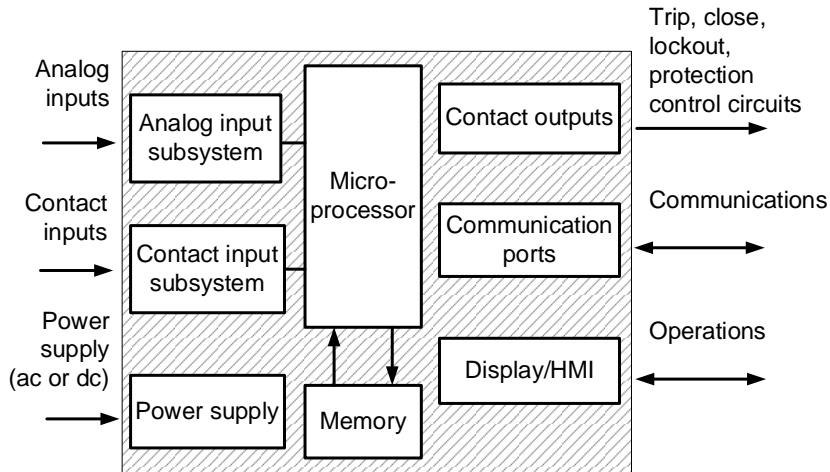 Analog
inputs
Contact
inputs
Power
supply
(ac or dc)
Analog input
subsystem
Contact input
subsystem
Power supply
Micro-
processor
Memory
Contact outputs
Communication
ports
Display/HMI
Trip, close,
lockout,
protection
control circuits
Communications
Operations